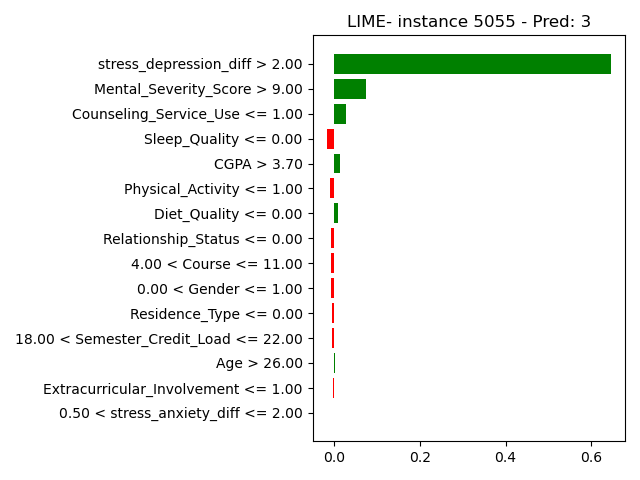 LIME- instance 5055 - Pred: 3
stress_depression_diff > 2.00
Mental_Severity_Score > 9.00
Counseling_Service_Use <= 1.00
Sleep_Quality <= 0.00
CGPA > 3.70
Physical_Activity <= 1.00
Diet_Quality <= 0.00
Relationship_Status <= 0.00
4.00 < Course <= 11.00
0.00 < Gender <= 1.00
Residence_Type <= 0.00
18.00 < Semester_Credit_Load <= 22.00
Age > 26.00
Extracurricular_Involvement <= 1.00
0.50 < stress_anxiety_diff <= 2.00
0.0 0.2 0.4 0.6